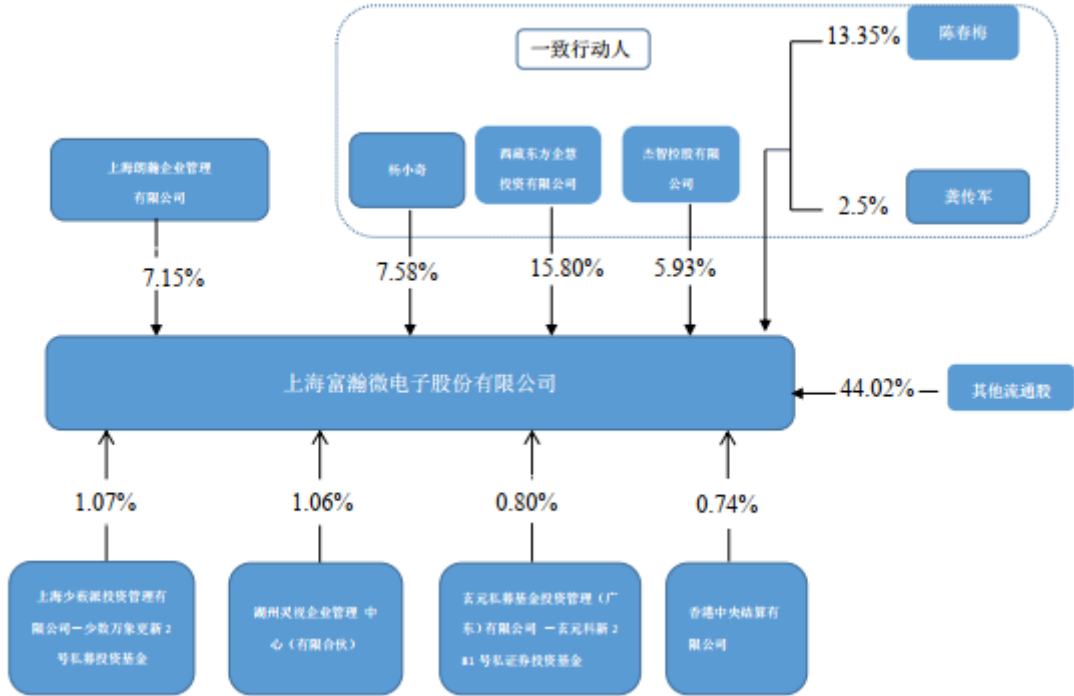 一致行动人
13.35%
陈春梅
上海朗瀚企业管理
有限公司
杨小奇
西藏东方企慧
投资有限公司
杰智控股有限
公司
2.5%
龚传军
7.15%
7.58%
15.80%
5.93%
上海富瀚微电子股份有限公司
44.02%
其他流通股
1.07%
1.06%
0.80%
0.74%
上海少薮派投资管理有
限公司一少数万象更新 2
号私募投资基金
湖州灵视企业管理 中
心（有限合伙）
玄元私募基金投资管理（广
东）有限公司 一玄元科新 2
81 号私证券投资基金
香港中央结算有
限公司